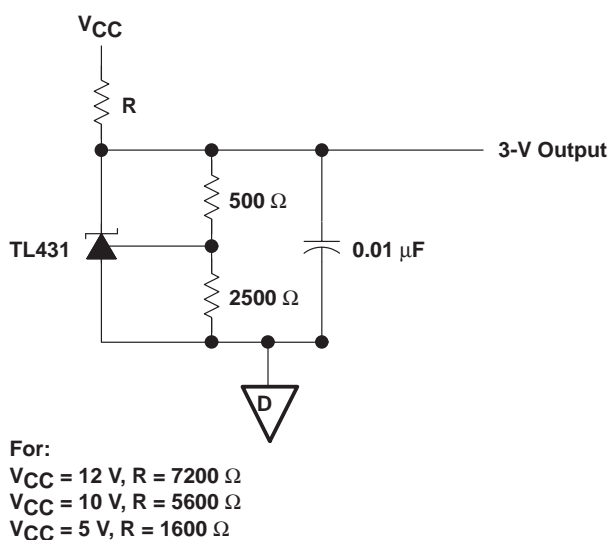 VCC
R
3-V Output
500 Ω
TL431
0.01 μF
2500 Ω
D
For:
VCC = 12 V, R = 7200 Ω
VCC = 10 V, R = 5600 Ω
VCC = 5 V, R = 1600 Ω